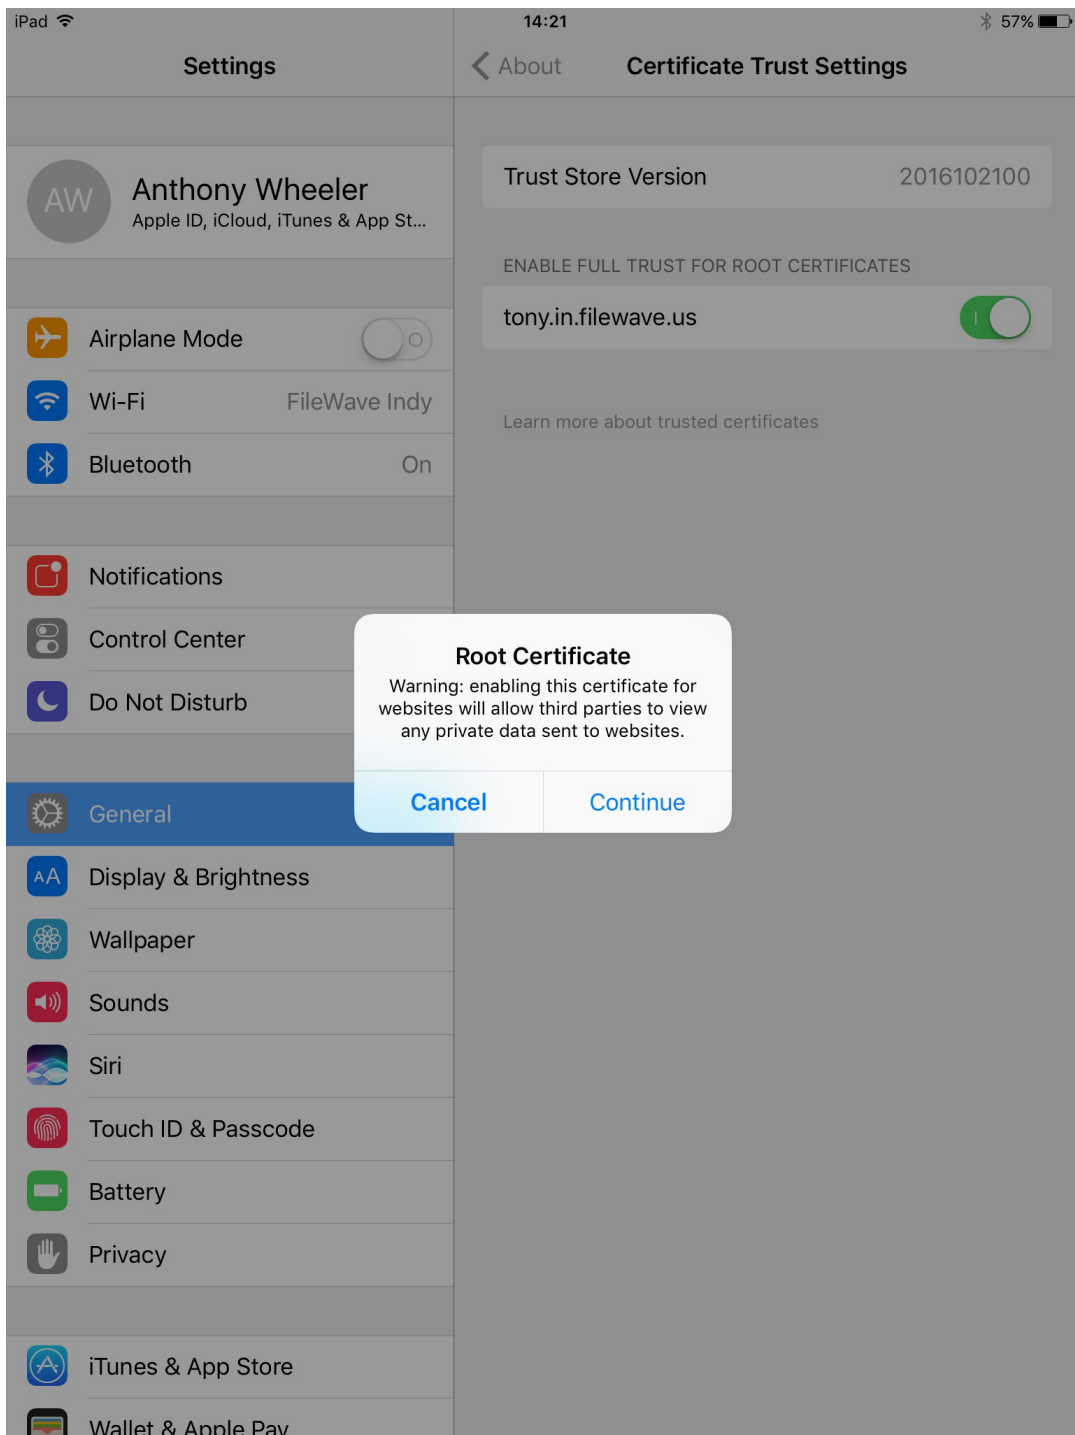 iPad 14:21 57%
Settings
About Certificate Trust Settings
AW
Anthony Wheeler
Apple ID, iCloud, iTunes & App St...
Trust Store Version 2016102100
ENABLE FULL TRUST FOR ROOT CERTIFICATES
tony.in.filewave.us
Learn more about trusted certificates
Airplane Mode
Wi-Fi FileWave Indy
Bluetooth On
Notifications
Control Center
Do Not Disturb
Root Certificate
Warning: enabling this certificate for
websites will allow third parties to view
any private data sent to websites.
Cancel Continue
General
AA Display & Brightness
Wallpaper
Sounds
Siri
Touch ID & Passcode
Battery
Privacy
iTunes & App Store
Wallet & Apple Pay